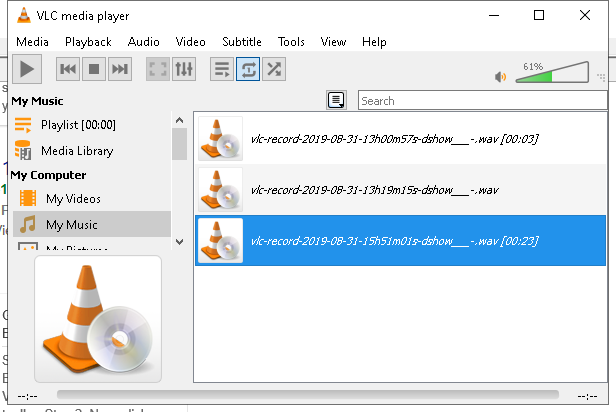 VLC media player
Media Playback Audio Video Subtitle Tools View Help
61%
My Music
Search
Playlist [00:00]
Media Library
My Computer
My Videos
My Music
My Pictures
vlc-record-2019-08-31-13h00m57s-dshow___-.wav [00:03]
vlc-record-2019-08-31-13h19m15s-dshow___-.wav
vlc-record-2019-08-31-15h51m01s-dshow___-.wav [00:23]
--:-- --:--